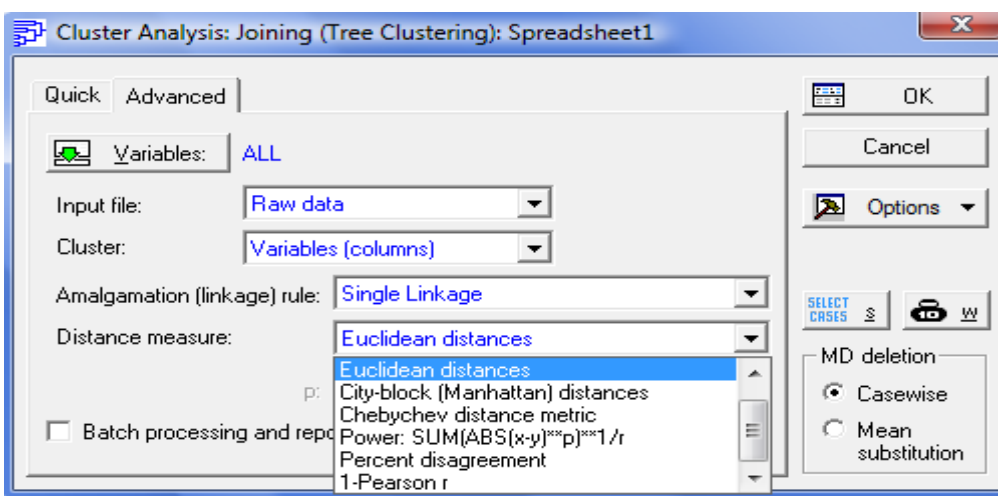 Cluster Analysis: Joining (Tree Clustering): Spreadsheet1
Quick Advanced
OK
Variables: ALL
Cancel
Input file: Raw data
Options
Cluster: Variables (columns)
Amalgamation (linkage) rule: Single Linkage
SELECT CASES S W
Distance measure: Euclidean distances
MD deletion
Euclidean distances
p: City-block (Manhattan) distances
Casewise
Chebychev distance metric
Batch processing and repo
Power: SUM(ABS(x-y)**p)**1/r
Mean substitution
Percent disagreement
1-Pearson r